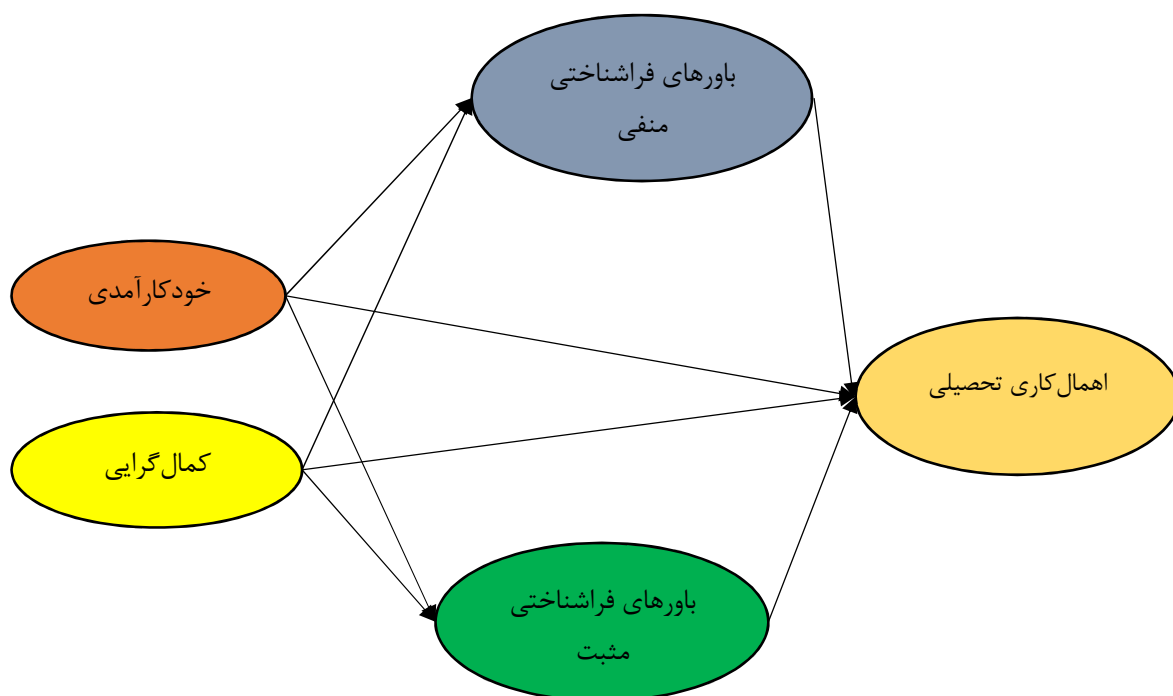 باورهای فراشناختی
منفی
خودکارآمدی
اهمال‌کاری تحصیلی
کمال‌گرایی
باورهای فراشناختی
مثبت